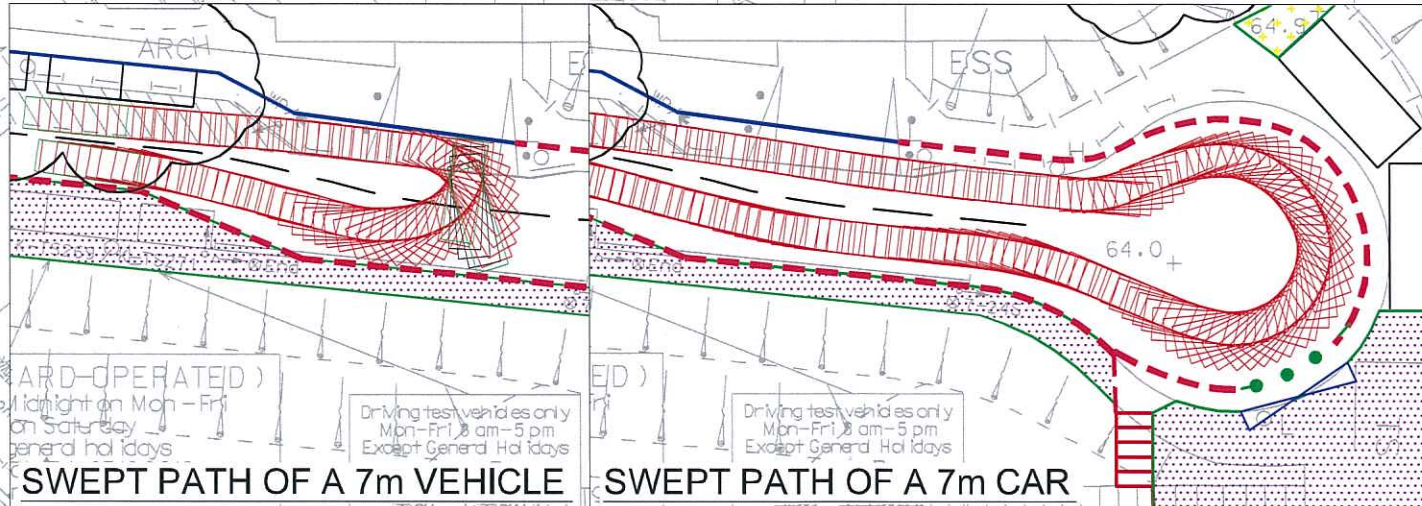 ARCH
ESS
64.9
64.0
End
End
ARD-OPERATED)
Midnight on Mon-Fri
on Saturday
general holidays
Driving test vehicles only
Mon-Fri 8 am-5 pm
Except General Holidays
SWEPT PATH OF A 7m VEHICLE
ED)
Driving test vehicles only
Mon-Fri 8 am-5 pm
Except General Holidays
SWEPT PATH OF A 7m CAR